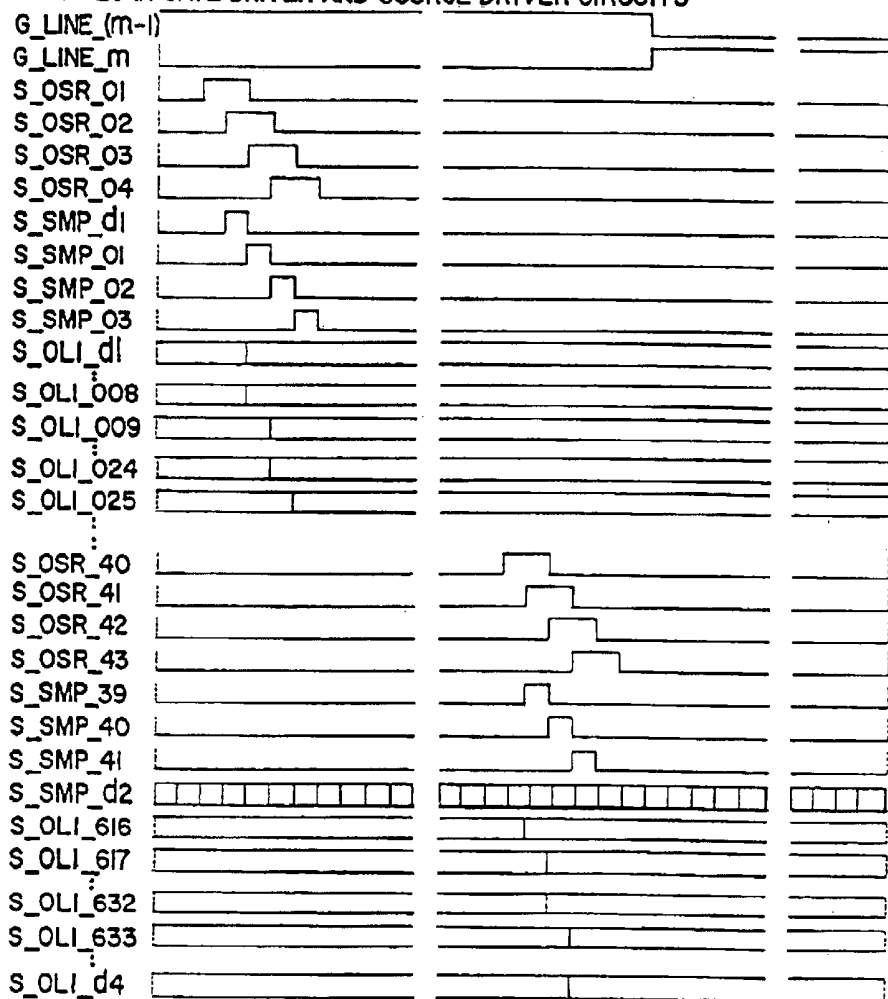 G_LINE_(m-1)
G_LINE_m
S_OSR_01
S_OSR_02
S_OSR_03
S_OSR_04
S_SMP_d1
S_SMP_01
S_SMP_02
S_SMP_03
S_OLI_d1
S_OLI_008
S_OLI_009
S_OLI_024
S_OLI_025
S_OSR_40
S_OSR_41
S_OSR_42
S_OSR_43
S_SMP_39
S_SMP_40
S_SMP_41
S_SMP_d2
S_OLI_616
S_OLI_617
S_OLI_632
S_OLI_633
S_OLI_d4